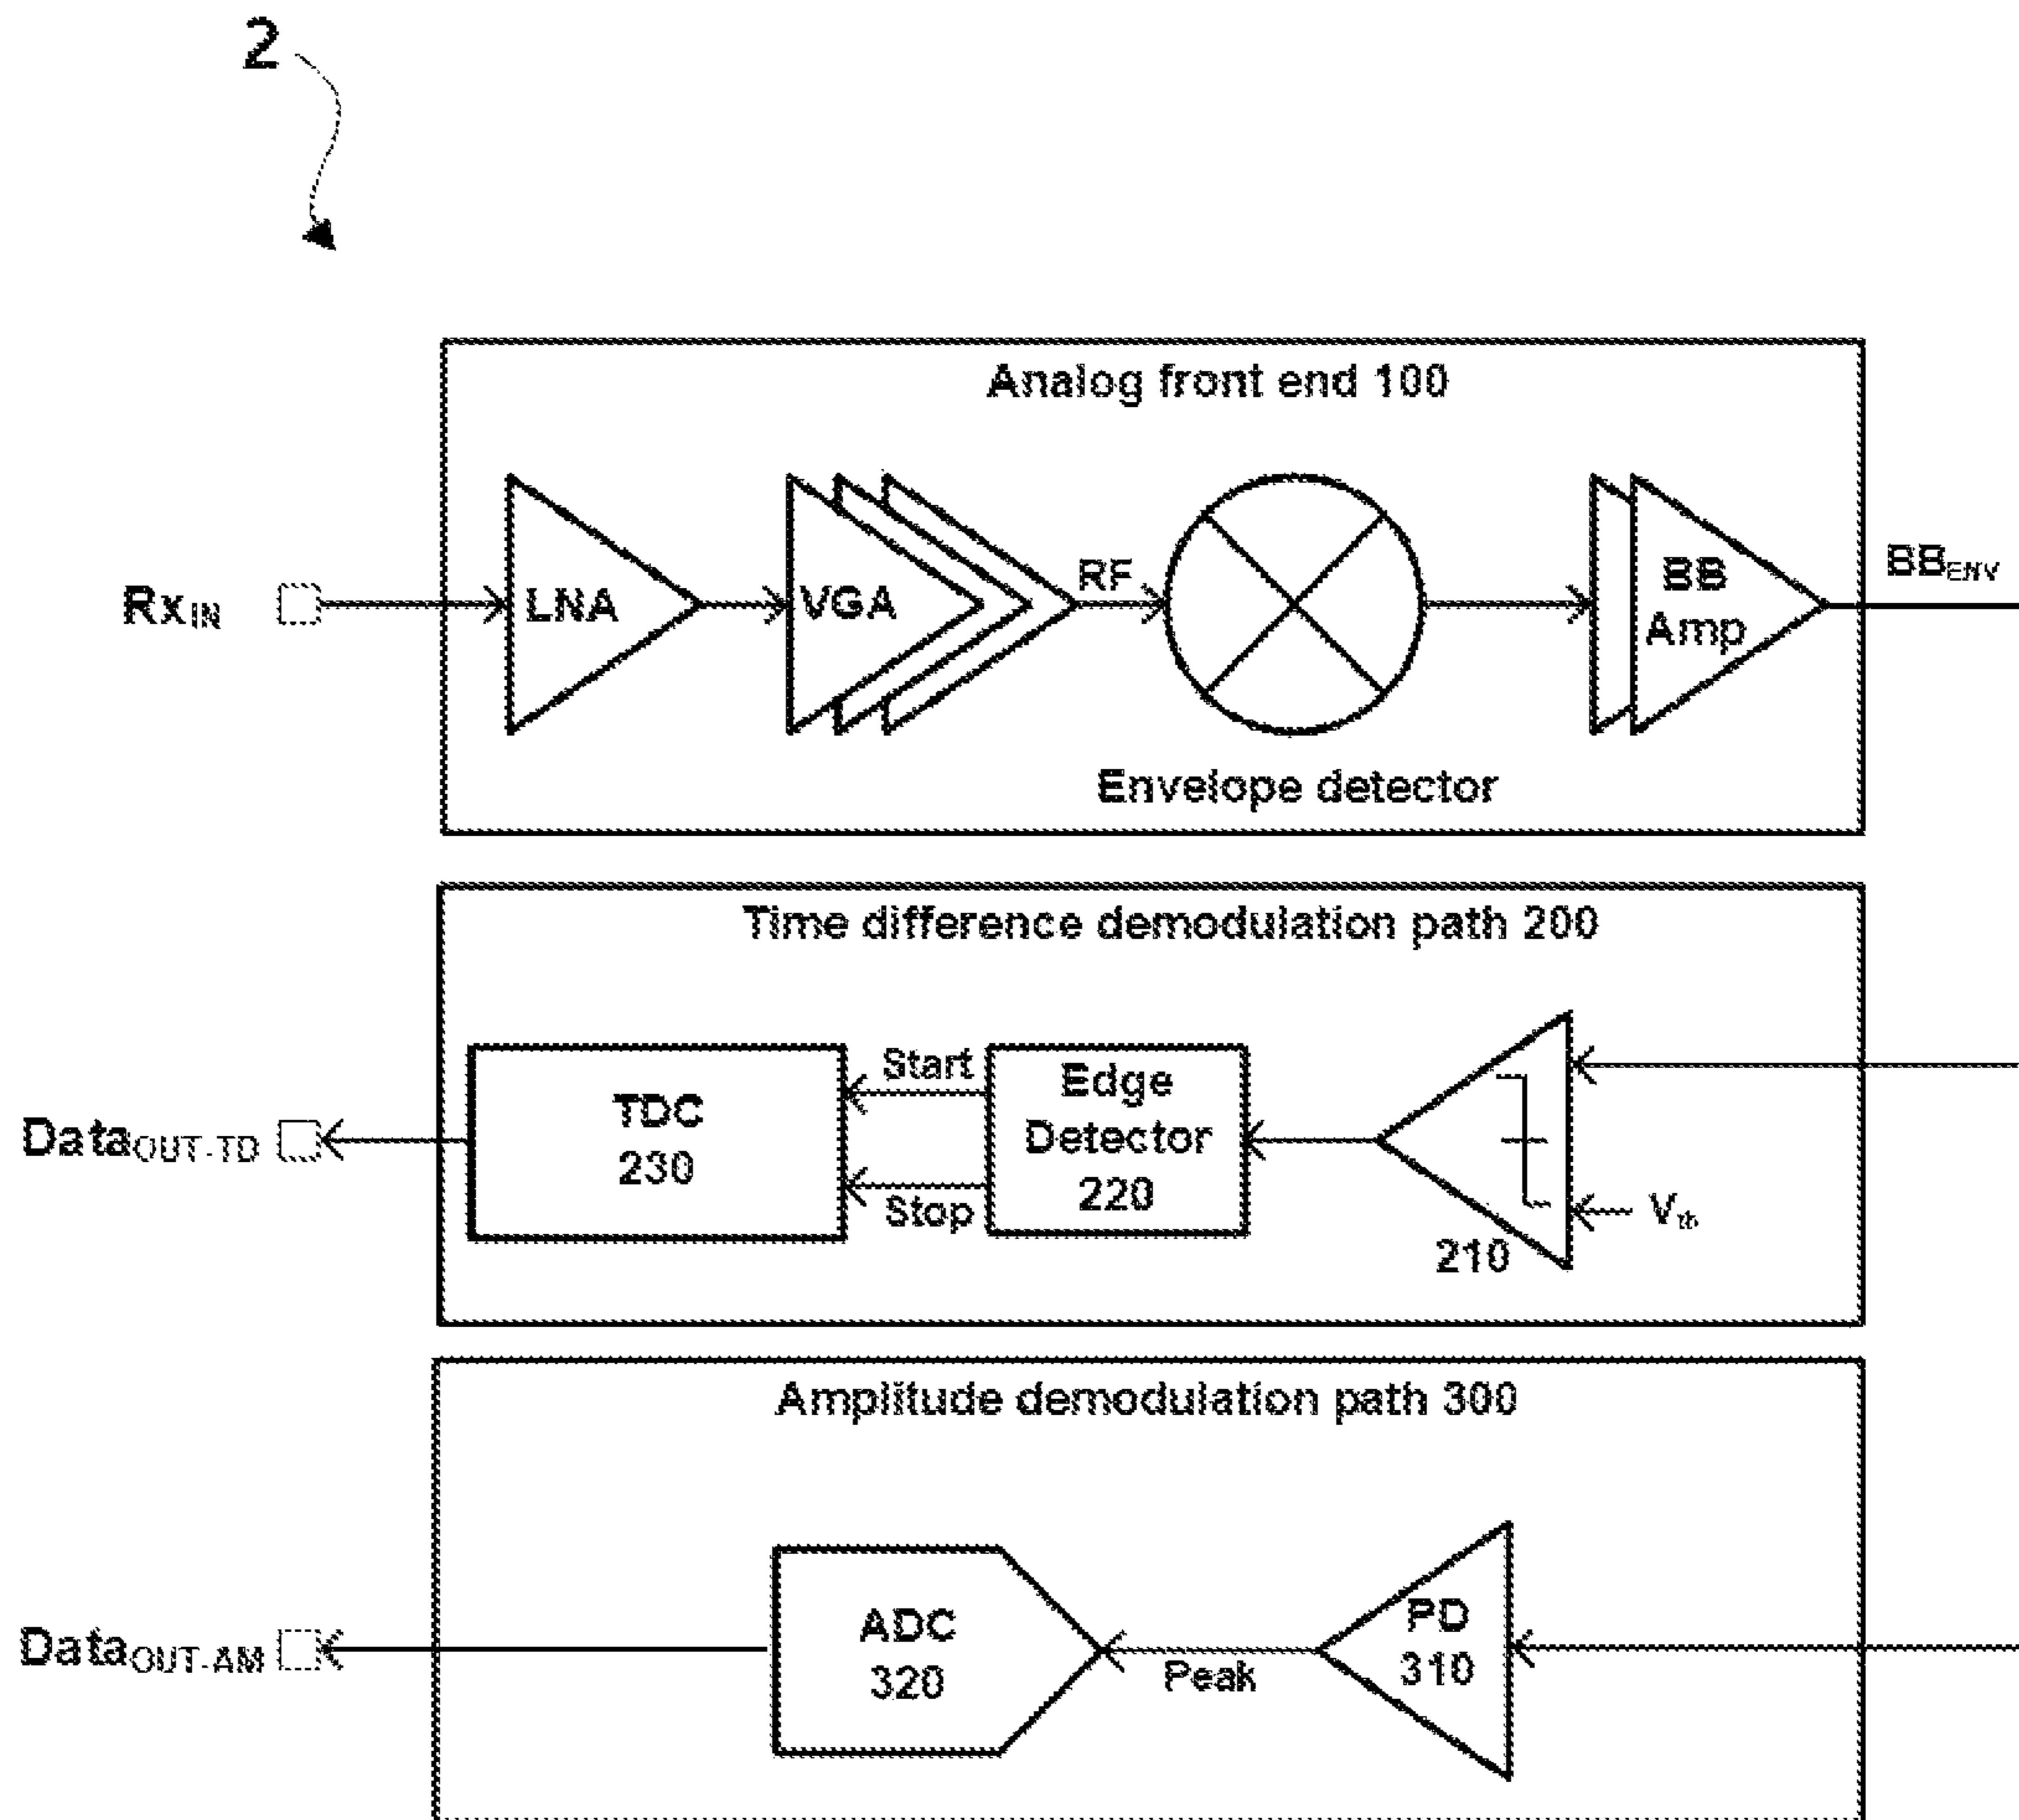 2
Analog front end 100
Rx_IN
LNA
VGA
RF
BB
Amp
BB_ENV
Envelope detector
Time difference demodulation path 200
Data_OUT-TD
TDC
230
Start
Stop
Edge
Detector
220
210
V_th
Amplitude demodulation path 300
Data_OUT-AM
ADC
320
Peak
PD
310